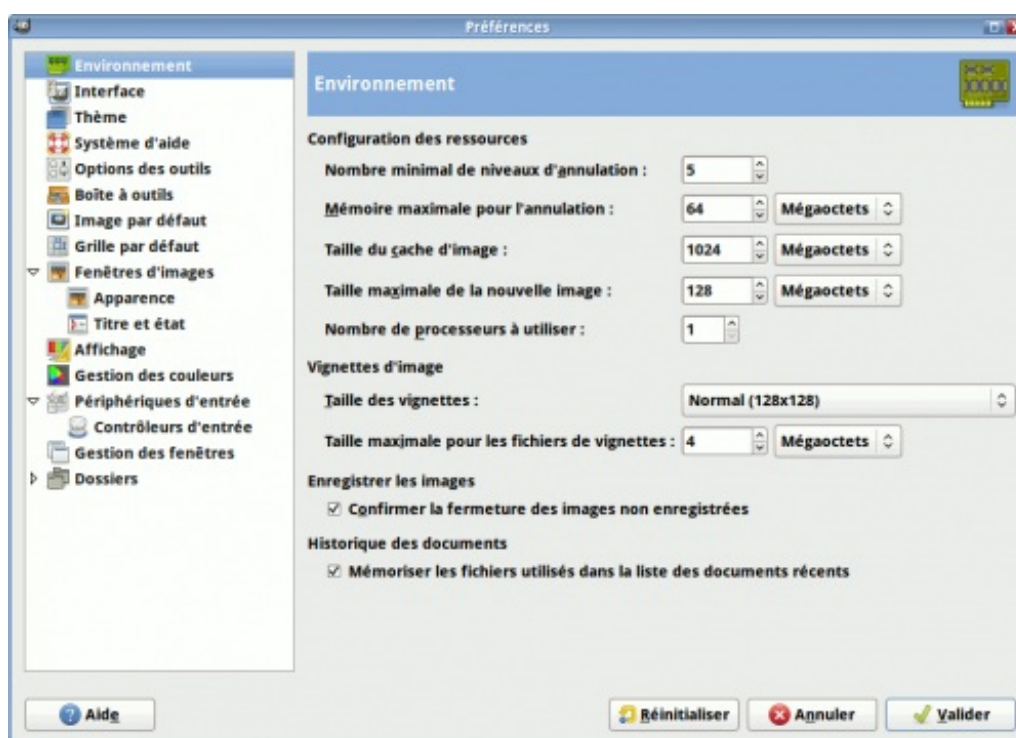 Préférences
Environnement
Interface
Thème
Système d'aide
Options des outils
Boîte à outils
Image par défaut
Grille par défaut
Fenêtres d'images
Apparence
Titre et état
Affichage
Gestion des couleurs
Périphériques d'entrée
Contrôleurs d'entrée
Gestion des fenêtres
Dossiers
Environnement
Configuration des ressources
Nombre minimal de niveaux d'annulation : 5
Mémoire maximale pour l'annulation : 64 Mégaoctets
Taille du cache d'image : 1024 Mégaoctets
Taille maximale de la nouvelle image : 128 Mégaoctets
Nombre de processeurs à utiliser : 1
Vignettes d'image
Taille des vignettes : Normal (128x128)
Taille maximale pour les fichiers de vignettes : 4 Mégaoctets
Enregistrer les images
Confirmer la fermeture des images non enregistrées
Historique des documents
Mémoriser les fichiers utilisés dans la liste des documents récents
Aide Réinitialiser Annuler Valider